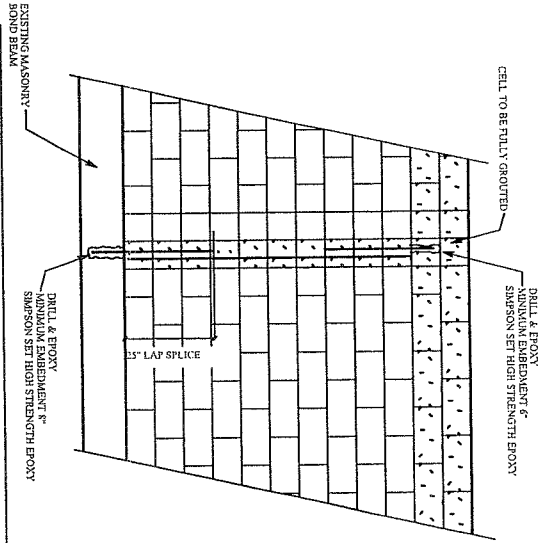 CELL TO BE FULLY GROUTED
DRILL & EPOXY
MINIMUM EMBEDMENT 6"
SIMPSON SET HIGH STRENGTH EPOXY
25" LAP SPLICE
EXISTING MASONRY
BOND BEAM
DRILL & EPOXY
MINIMUM EMBEDMENT 8"
SIMPSON SET HIGH STRENGTH EPOXY